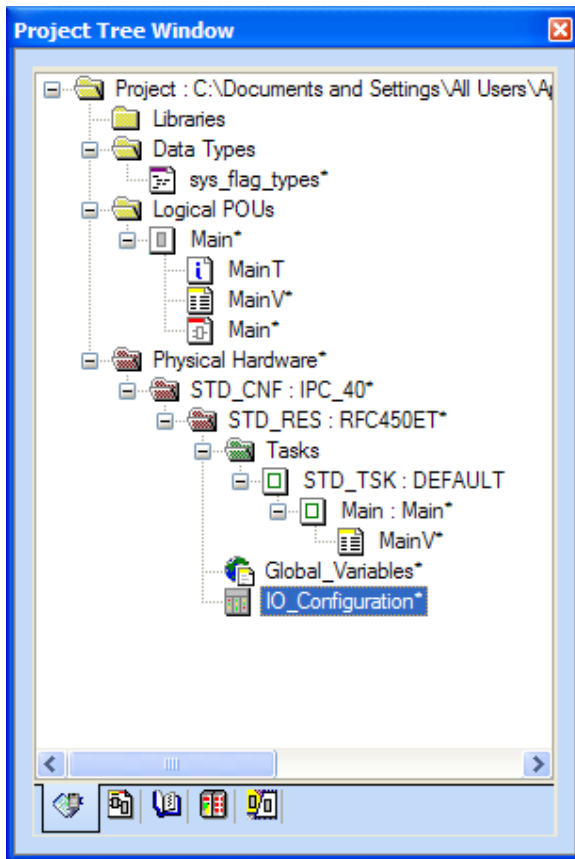 Project Tree Window
Project : C:\Documents and Settings\All Users\Ap
Libraries
Data Types
sys_flag_types*
Logical POUs
Main*
MainT
MainV*
Main*
Physical Hardware*
STD_CNF : IPC_40*
STD_RES : RFC450ET*
Tasks
STD_TSK : DEFAULT
Main : Main*
MainV*
Global_Variables*
IO_Configuration*